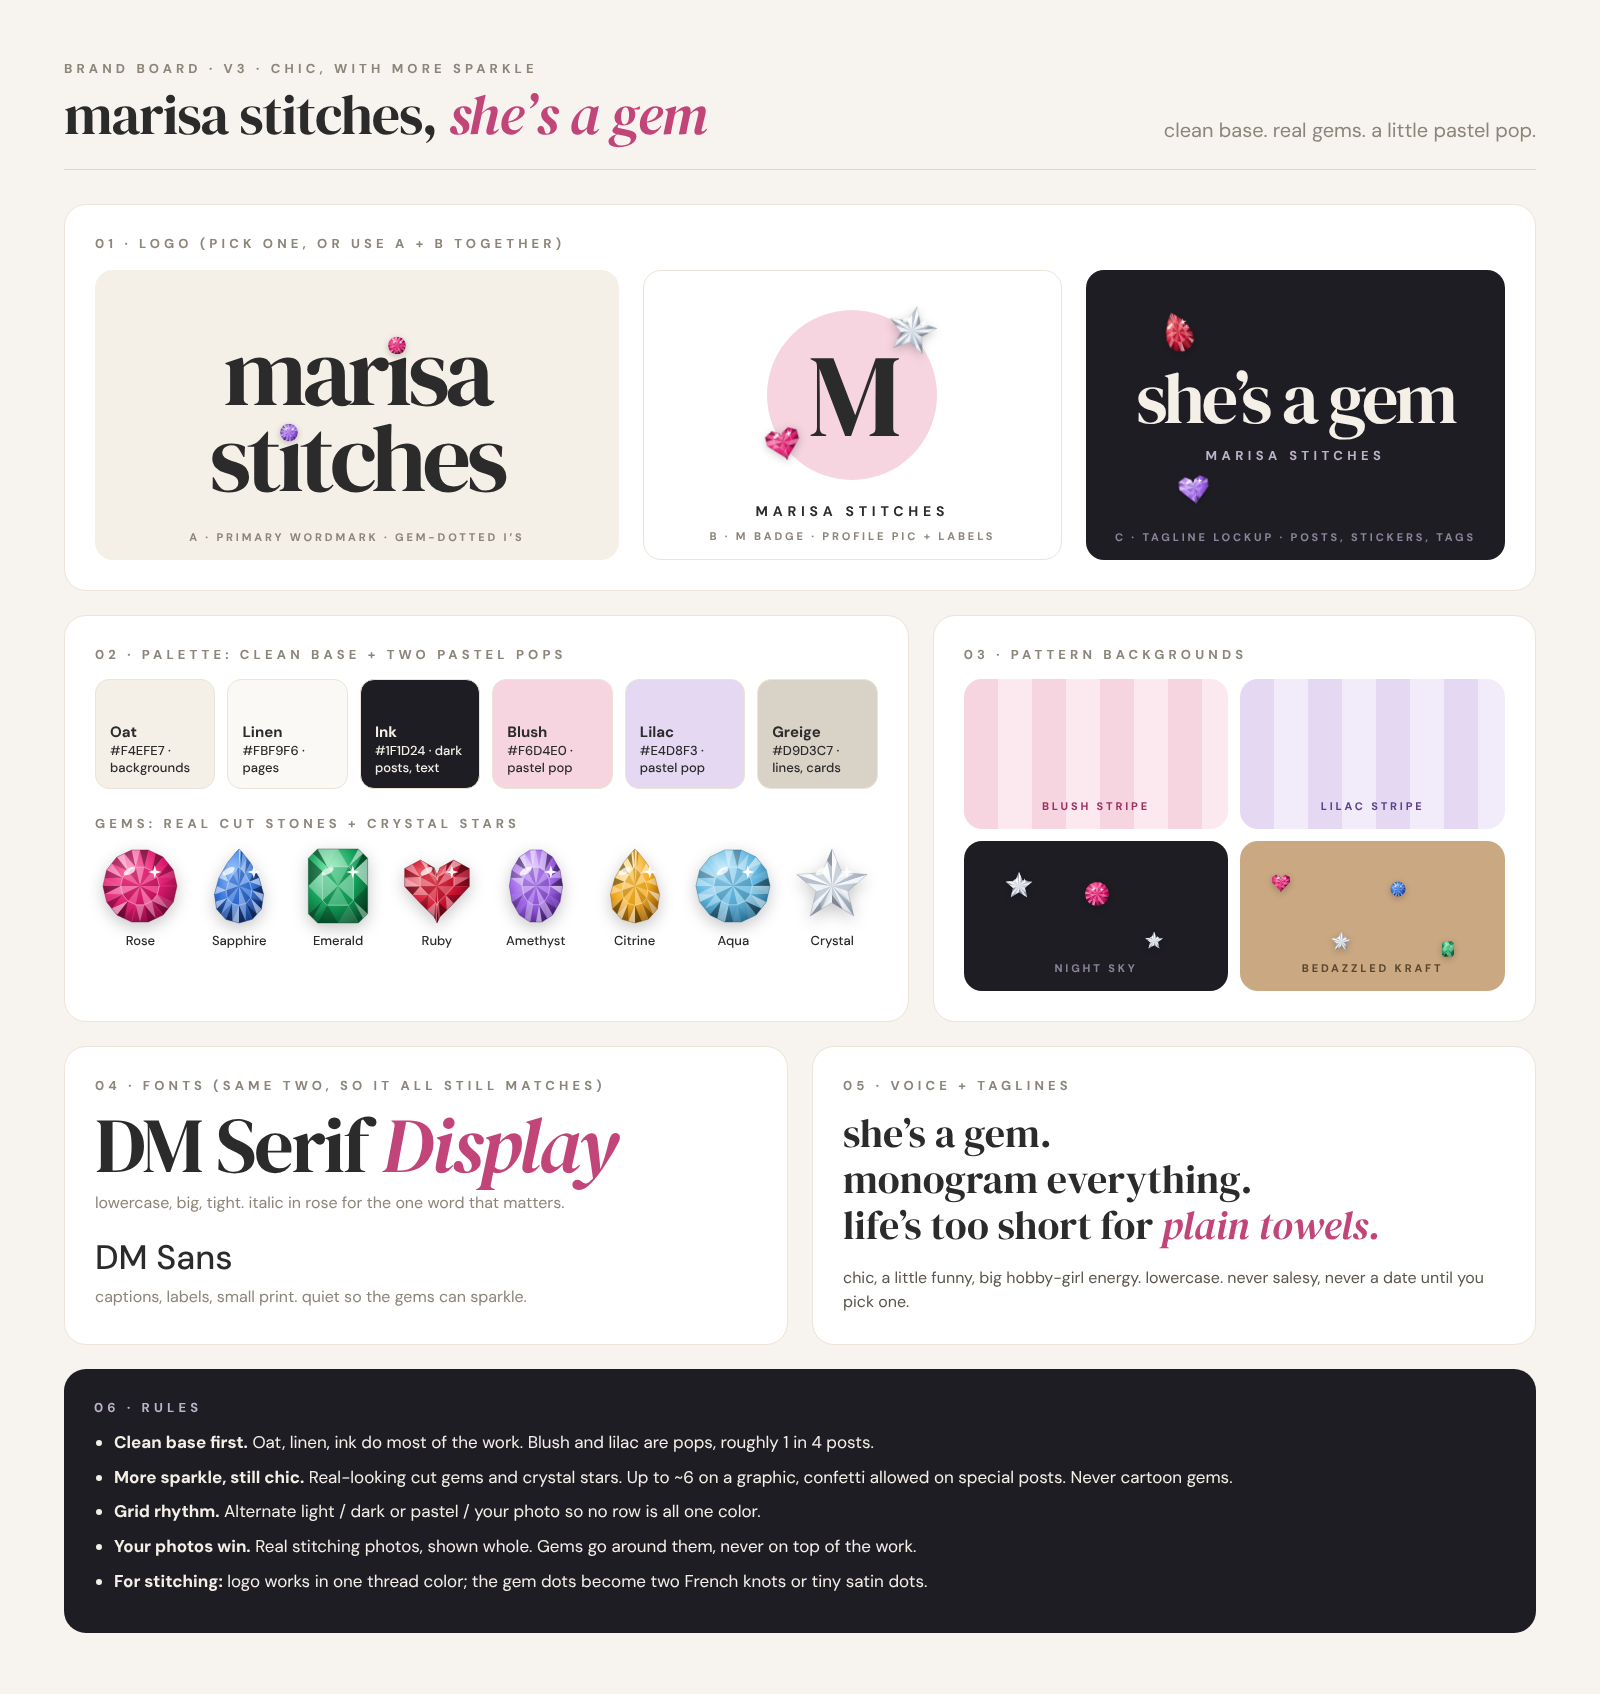 BRAND BOARD · V3 · CHIC, WITH MORE SPARKLE
marisa stitches, she’s a gem
clean base. real gems. a little pastel pop.
01 · LOGO (PICK ONE, OR USE A + B TOGETHER)
marisa
stitches
A · PRIMARY WORDMARK · GEM-DOTTED I’S
M
MARISA STITCHES
B · M BADGE · PROFILE PIC + LABELS
she’s a gem
MARISA STITCHES
C · TAGLINE LOCKUP · POSTS, STICKERS, TAGS
02 · PALETTE: CLEAN BASE + TWO PASTEL POPS
Oat
#F4EFE7 ·
backgrounds
Linen
#FBF9F6 ·
pages
Ink
#1F1D24 · dark
posts, text
Blush
#F6D4E0 ·
pastel pop
Lilac
#E4D8F3 ·
pastel pop
Greige
#D9D3C7 ·
lines, cards
GEMS: REAL CUT STONES + CRYSTAL STARS
Rose
Sapphire
Emerald
Ruby
Amethyst
Citrine
Aqua
Crystal
03 · PATTERN BACKGROUNDS
BLUSH STRIPE
LILAC STRIPE
NIGHT SKY
BEDAZZLED KRAFT
04 · FONTS (SAME TWO, SO IT ALL STILL MATCHES)
DM Serif Display
lowercase, big, tight. italic in rose for the one word that matters.
DM Sans
captions, labels, small print. quiet so the gems can sparkle.
05 · VOICE + TAGLINES
she’s a gem.
monogram everything.
life’s too short for plain towels.
chic, a little funny, big hobby-girl energy. lowercase. never salesy, never a date until you
pick one.
06 · RULES
• Clean base first. Oat, linen, ink do most of the work. Blush and lilac are pops, roughly 1 in 4 posts.
• More sparkle, still chic. Real-looking cut gems and crystal stars. Up to ~6 on a graphic, confetti allowed on special posts. Never cartoon gems.
• Grid rhythm. Alternate light / dark or pastel / your photo so no row is all one color.
• Your photos win. Real stitching photos, shown whole. Gems go around them, never on top of the work.
• For stitching: logo works in one thread color; the gem dots become two French knots or tiny satin dots.